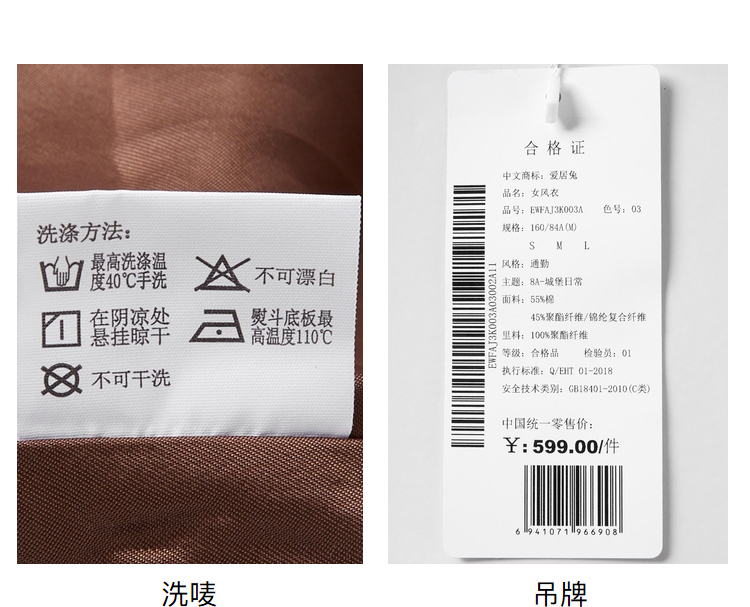 洗涤方法：
最高洗涤温
度40℃手洗
不可漂白
在阴凉处
悬挂晾干
熨斗底板最
高温度110℃
不可干洗
合格证
中文商标：爱居兔
品名：女风衣
品号：EWFAJ3K003A 色号：03
规格：160/84A(M)
S M L
风格：通勤
主题：8A-城堡日常
面料：55%棉
45%聚酯纤维/锦纶复合纤维
里料：100%聚酯纤维
等级：合格品 检验员：01
执行标准：Q/EHT 01-2018
安全技术类别：GB18401-2010(C类)
中国统一零售价：
¥：599.00/件
EWFAJ3K003A03002A11
6 941071 966908
洗唛
吊牌